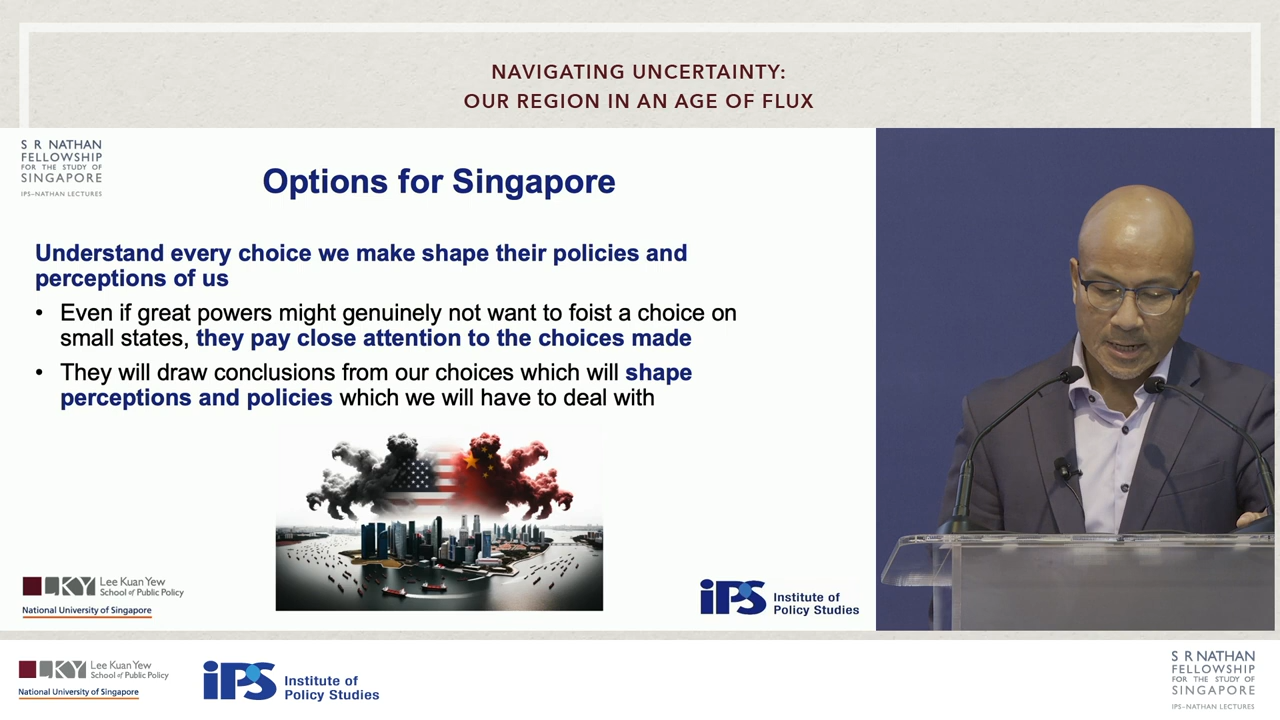 NAVIGATING UNCERTAINTY:
OUR REGION IN AN AGE OF FLUX
S R NATHAN
FELLOWSHIP
FOR THE STUDY OF
SINGAPORE
IPS–NATHAN LECTURES
Options for Singapore
Understand every choice we make shape their policies and
perceptions of us
• Even if great powers might genuinely not want to foist a choice on
small states, they pay close attention to the choices made
• They will draw conclusions from our choices which will shape
perceptions and policies which we will have to deal with
LKY Lee Kuan Yew
School of Public Policy
National University of Singapore
iPS Institute of
Policy Studies
LKY Lee Kuan Yew
School of Public Policy
National University of Singapore
iPS Institute of
Policy Studies
S R NATHAN
FELLOWSHIP
FOR THE STUDY OF
SINGAPORE
IPS–NATHAN LECTURES